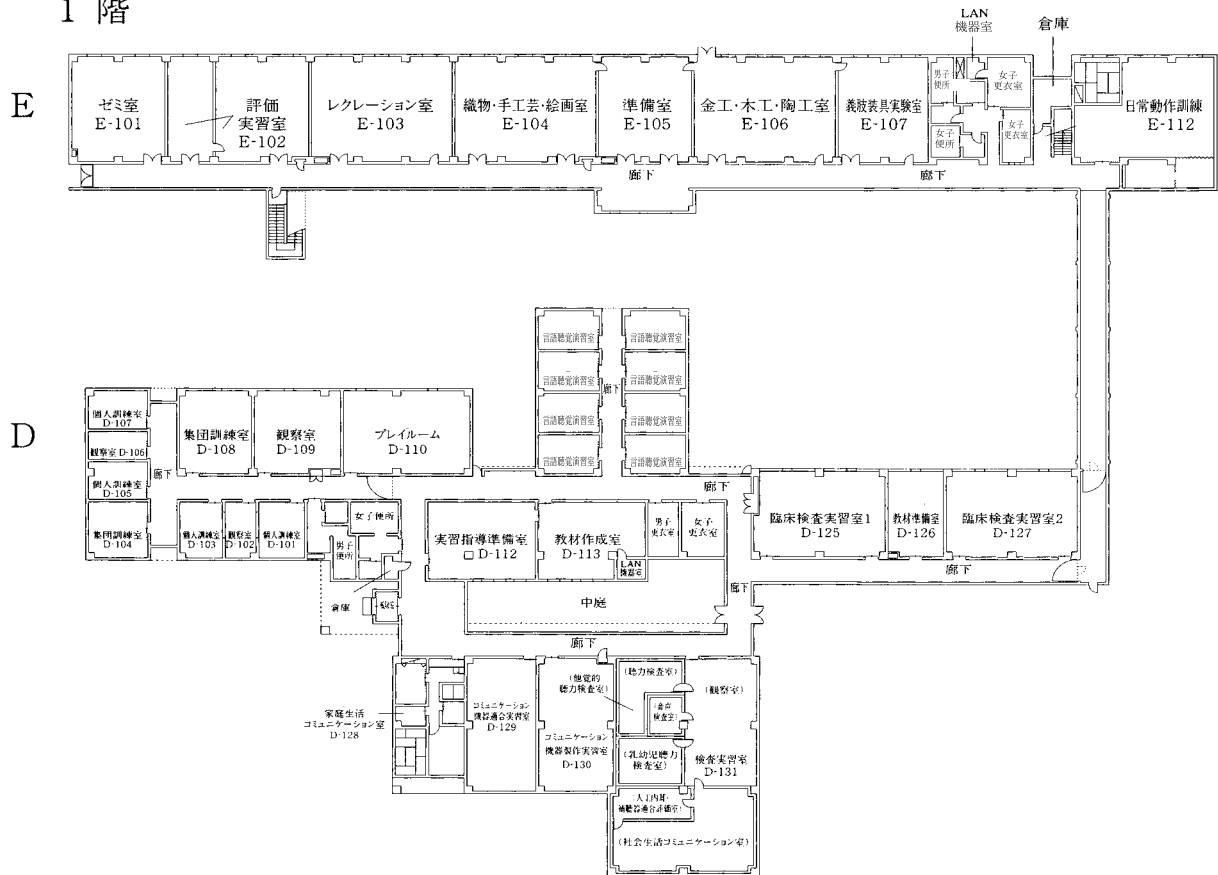 1 階
LAN
機器室
倉庫
E
ゼミ室
E-101
評価
実習室
E-102
レクレーション室
E-103
織物・手工芸・絵画室
E-104
準備室
E-105
金工・木工・陶工室
E-106
義肢装具実験室
E-107
男子
便所
女子
便所
女子
更衣室
女子
更衣室
日常動作訓練
E-112
廊下
廊下
言語聴覚演習室
言語聴覚演習室
言語聴覚演習室
言語聴覚演習室
廊下
言語聴覚演習室
言語聴覚演習室
言語聴覚演習室
言語聴覚演習室
D
個人訓練室
D-107
観察室 D-106
個人訓練室
D-105
集団訓練室
D-104
廊下
集団訓練室
D-108
観察室
D-109
プレイルーム
D-110
個人訓練室
D-103
観察室
D-102
個人訓練室
D-101
女子便所
男子
便所
倉庫
実習指導準備室
D-112
教材作成室
D-113
LAN
機器室
男子
更衣室
女子
更衣室
廊下
臨床検査実習室1
D-125
教材準備室
D-126
臨床検査実習室2
D-127
廊下
廊下
中庭
廊下
家庭生活
コミュニケーション室
D-128
コミュニケーション
機器適合実習室
D-129
(他覚的
聴力検査室)
コミュニケーション
機器製作実習室
D-130
(聴力検査室)
(音声
検査室)
(乳幼児聴力
検査室)
(観察室)
検査実習室
D-131
(人工内耳・
補聴器適合評価室)
(社会生活コミュニケーション室)